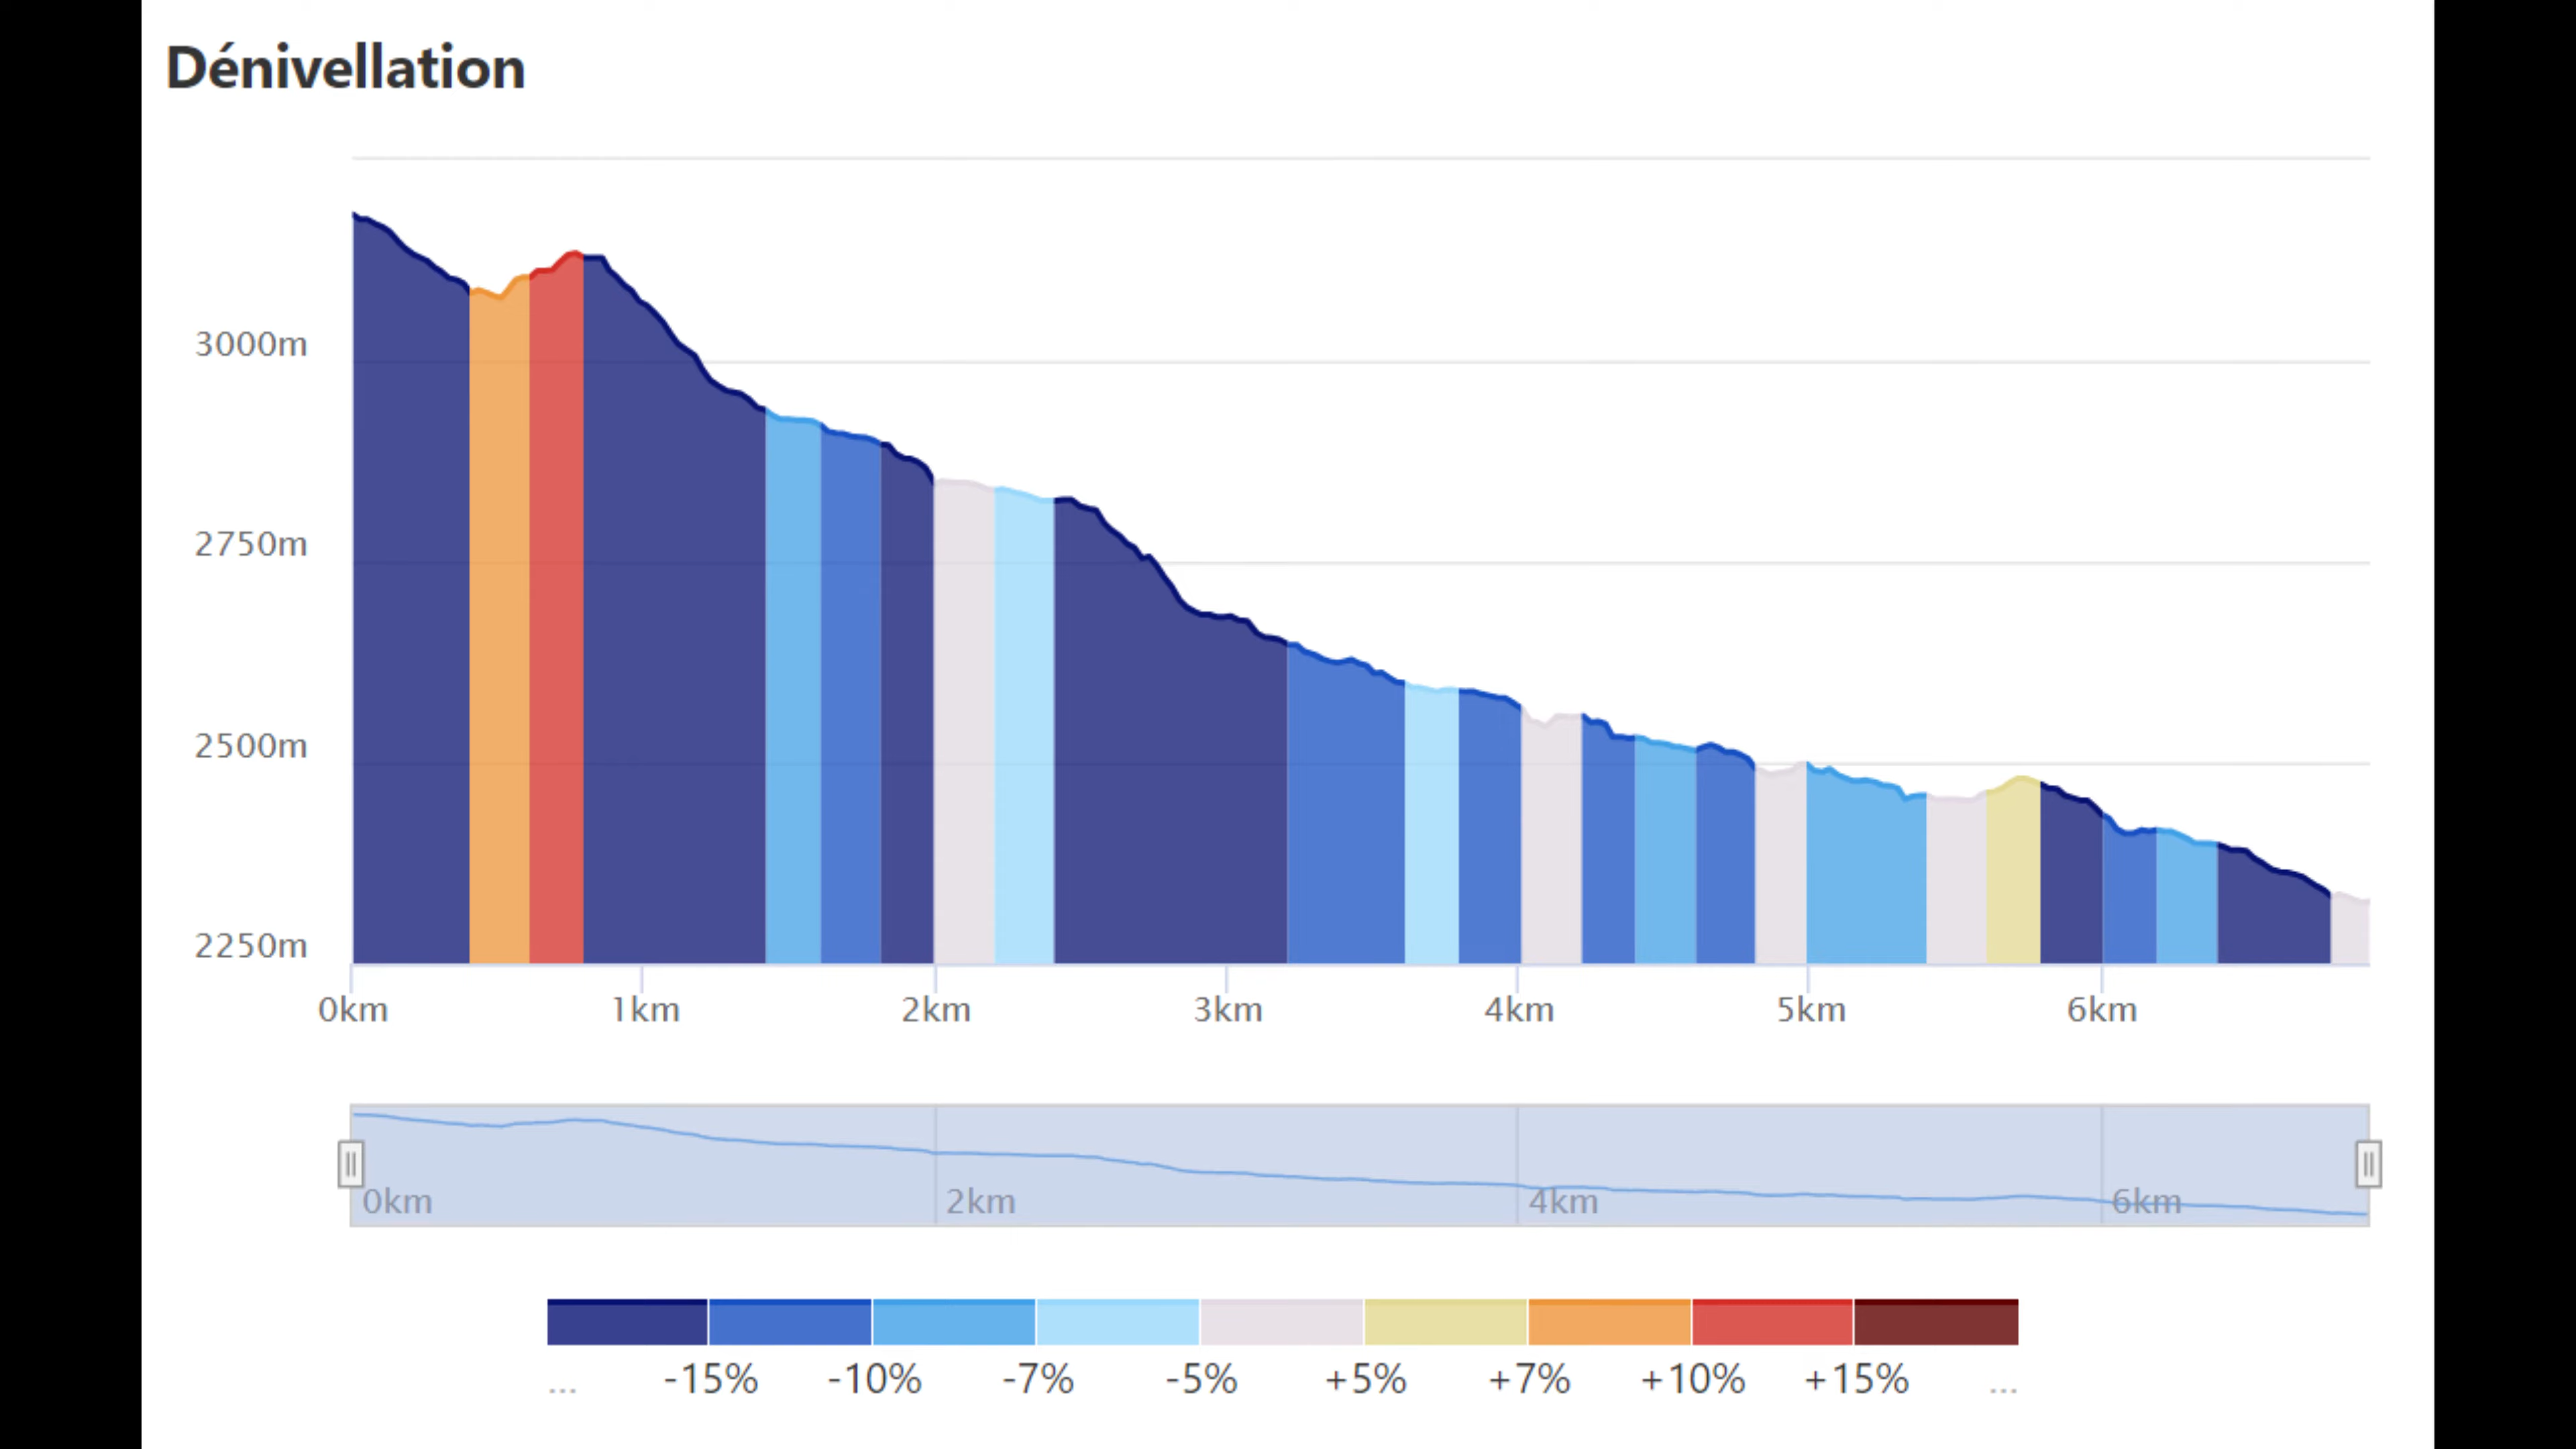 Dénivellation
3000m
2750m
2500m
2250m
0km 1km 2km 3km 4km 5km 6km
0km 2km 4km 6km
... -15% -10% -7% -5% +5% +7% +10% +15% ...